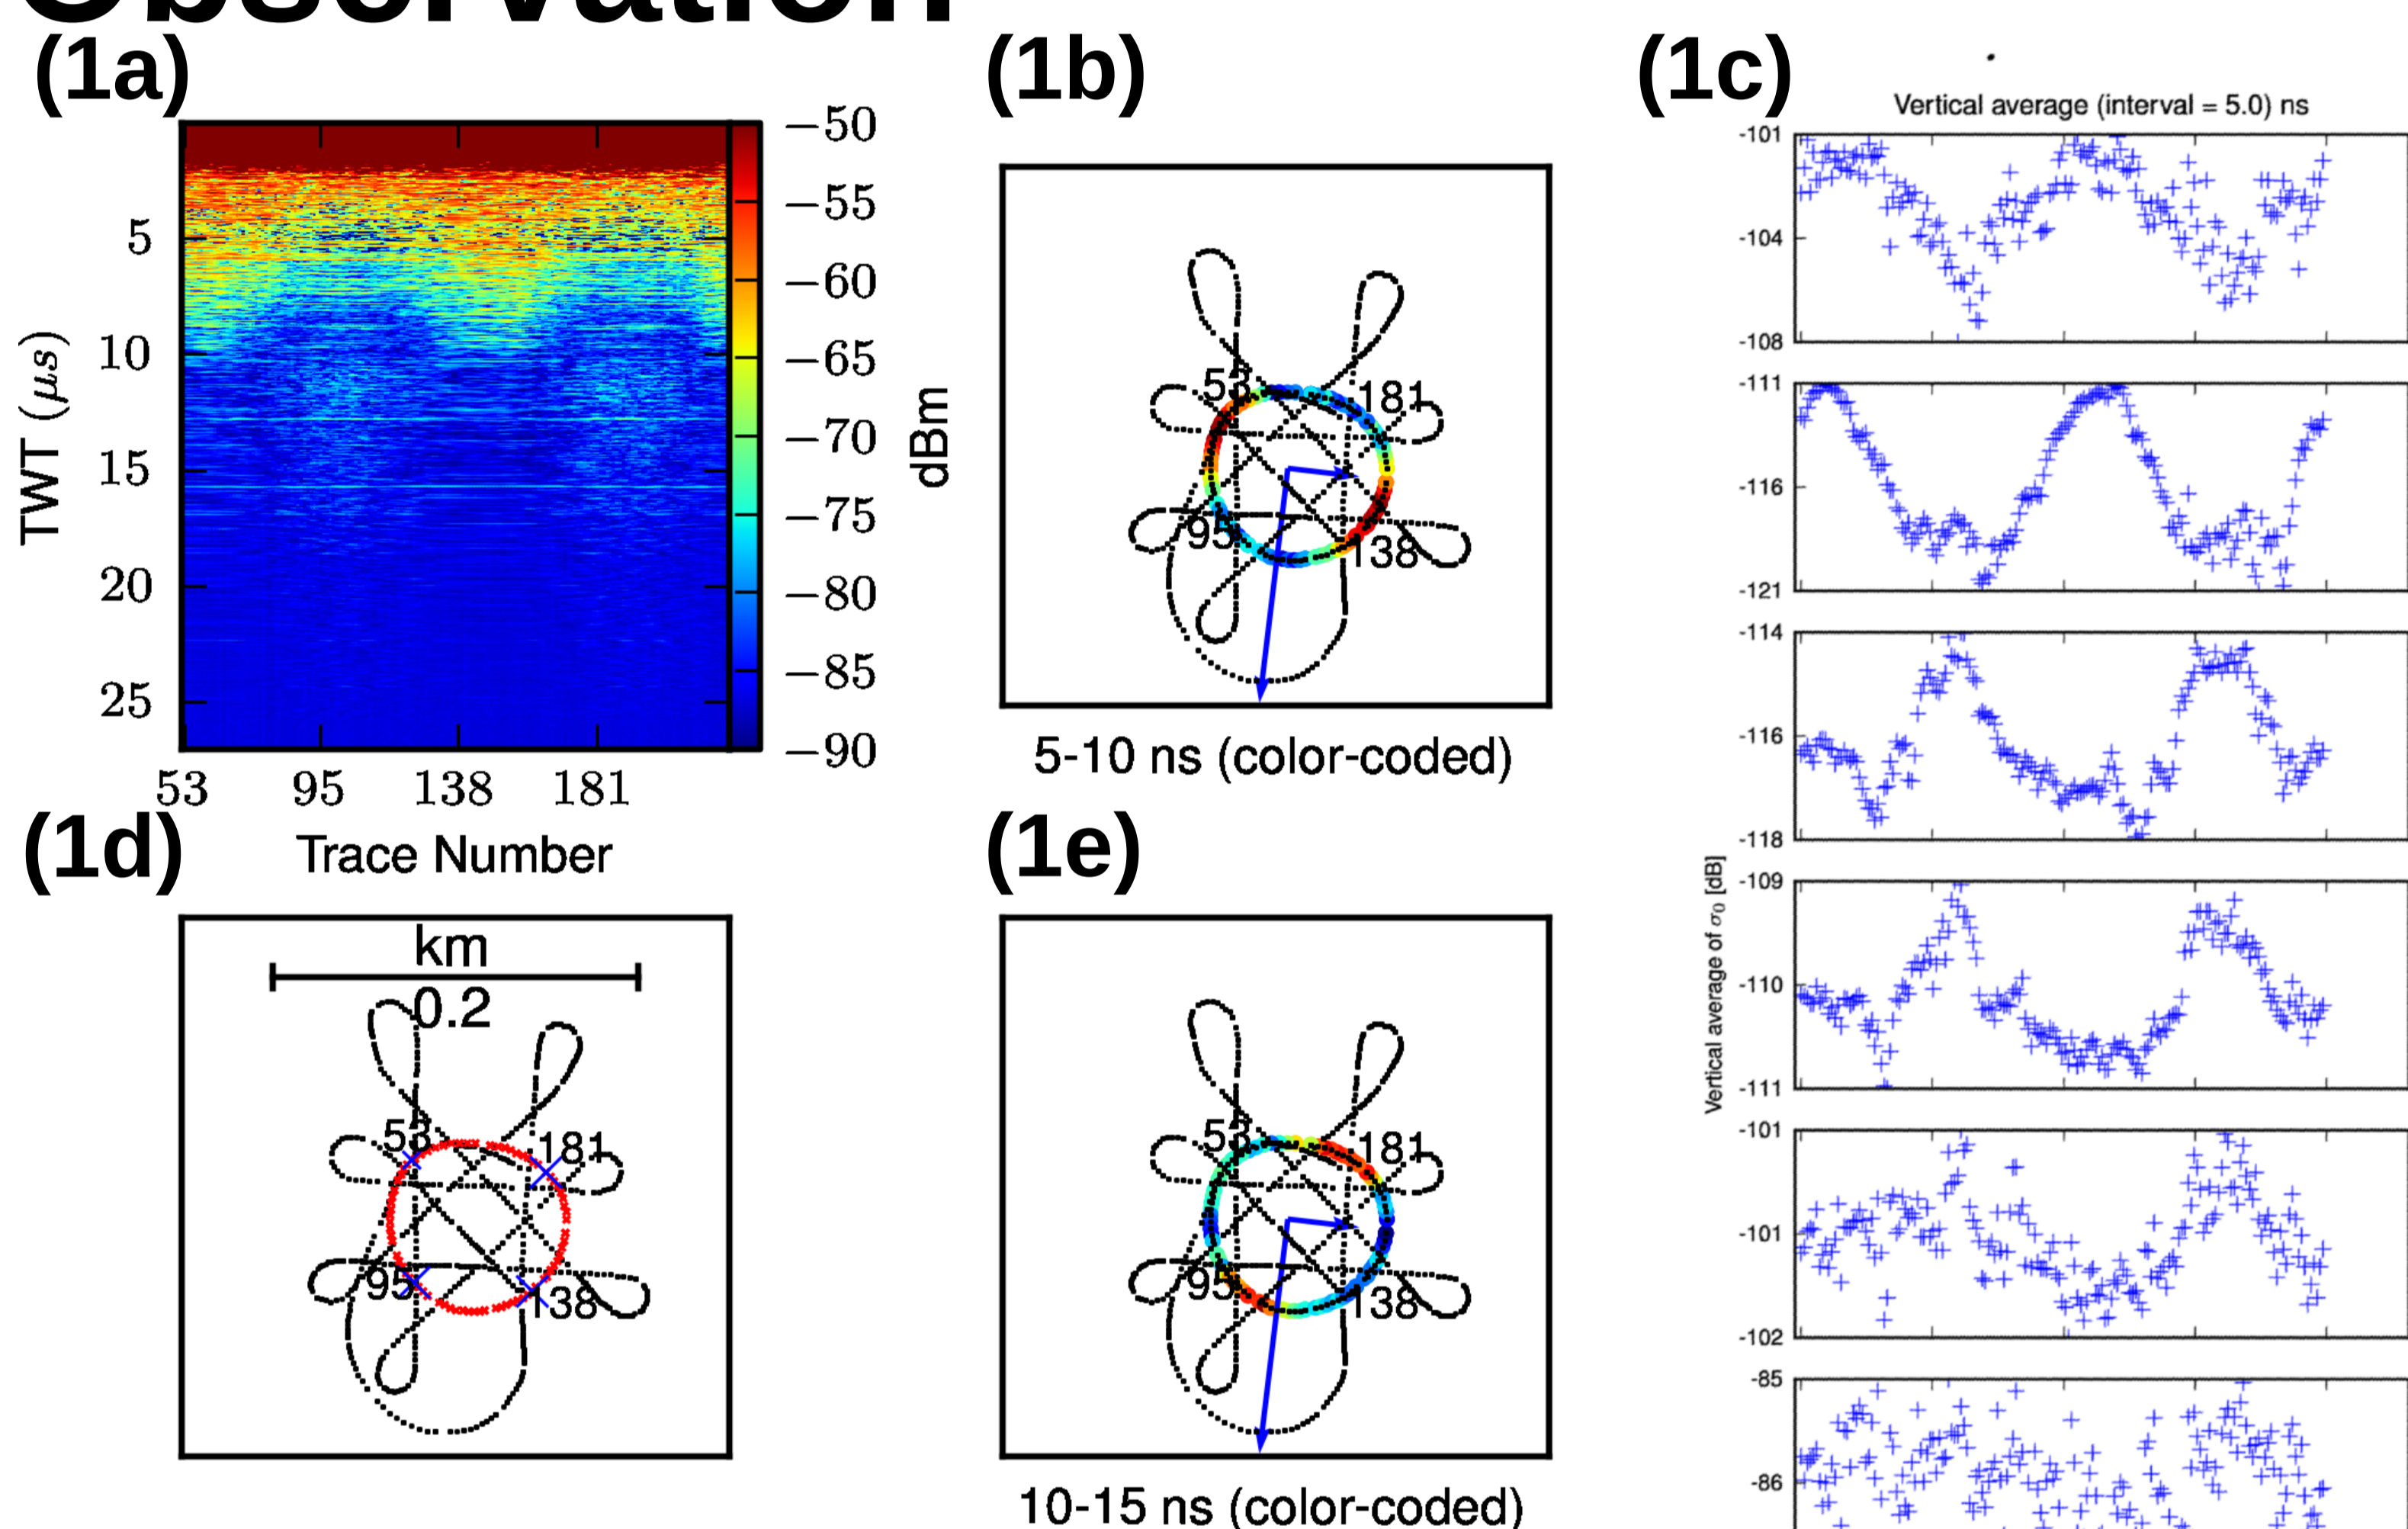 Observation
(1a)
−50
−55
−60
−65
−70
−75
−80
−85
−90
dBm
5
10
15
20
25
TWT (μs)
53 95 138 181
Trace Number
(1b)
53
181
95
138
5-10 ns (color-coded)
(1c)
Vertical average (interval = 5.0) ns
-101
-104
-108
-111
-116
-121
-114
-116
-118
-109
-110
-111
-101
-101
-102
-85
-86
Vertical average of σ0 [dB]
(1d)
km
0.2
53
181
95
138
(1e)
53
181
95
138
10-15 ns (color-coded)